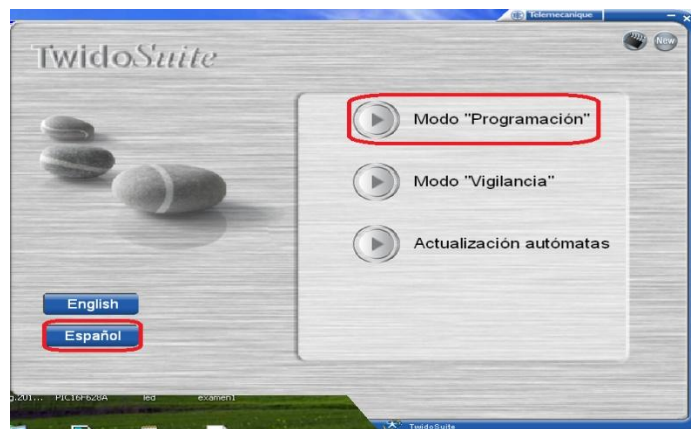 Telemecanique
TwidoSuite
New
Modo "Programación"
Modo "Vigilancia"
Actualización autómatas
English
Español
PIC16F628A led examen1
TwidoSuite